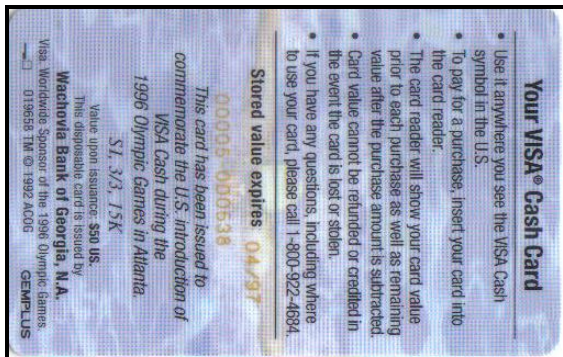 Your VISA® Cash Card
• Use it anywhere you see the VISA Cash
symbol in the U.S.
• To pay for a purchase, insert your card into
the card reader.
• The card reader will show your card value
prior to each purchase as well as remaining
value after the purchase amount is subtracted.
• Card value cannot be refunded or credited in
the event the card is lost or stolen.
• If you have any questions, including where
to use your card, please call 1-800-922-4684.
Stored value expires 04/97
00005 000538
This card has been issued to
commemorate the U.S. introduction of
VISA Cash during the
1996 Olympic Games in Atlanta.
S1, 3/3, 15K
Value upon issuance: $50 US.
This disposable card is issued by
Wachovia Bank of Georgia, N.A.
Visa. Worldwide Sponsor of the 1996 Olympic Games.
019658 TM © 1992 ACOG GEMPLUS